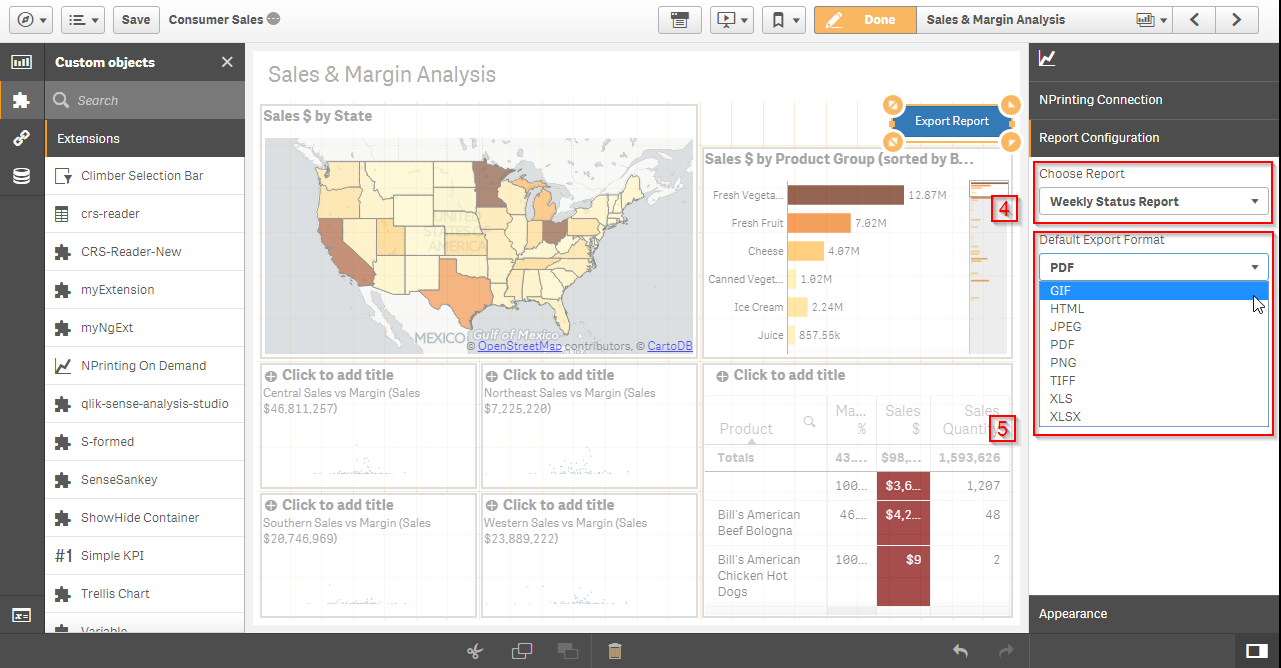 Save
Consumer Sales
Done
Sales & Margin Analysis
Custom objects
Search
Extensions
Climber Selection Bar
crs-reader
CRS-Reader-New
myExtension
myNgExt
NPrinting On Demand
qlik-sense-analysis-studio
S-formed
SenseSankey
ShowHide Container
#1 Simple KPI
Trellis Chart
Variable
Sales & Margin Analysis
Export Report
Sales $ by State
UNITED
STATES OF
AMERICA
MEXICO
Gulf of Mexico
© OpenStreetMap contributors, © CartoDB
Sales $ by Product Group (sorted by B...
Fresh Vegeta... 12.87M
Fresh Fruit 7.02M
Cheese 4.07M
Canned Veget... 1.02M
Ice Cream 2.24M
Juice 857.55k
Click to add title
Central Sales vs Margin (Sales
$46,811,257)
Click to add title
Northeast Sales vs Margin (Sales
$7,225,220)
Click to add title
Southern Sales vs Margin (Sales
$20,746,969)
Click to add title
Western Sales vs Margin (Sales
$23,889,222)
Click to add title
Product Ma... % Sales $ Sales Quantity
Totals 43.... $98,... 1,593,626
100... $3,6... 1,207
Bill's American 46.... $4,2... 48
Beef Bologna
Bill's American 100... $9 2
Chicken Hot
Dogs
NPrinting Connection
Report Configuration
Choose Report
Weekly Status Report
4
Default Export Format
PDF
GIF
HTML
JPEG
PDF
PNG
TIFF
XLS
XLSX
5
Appearance